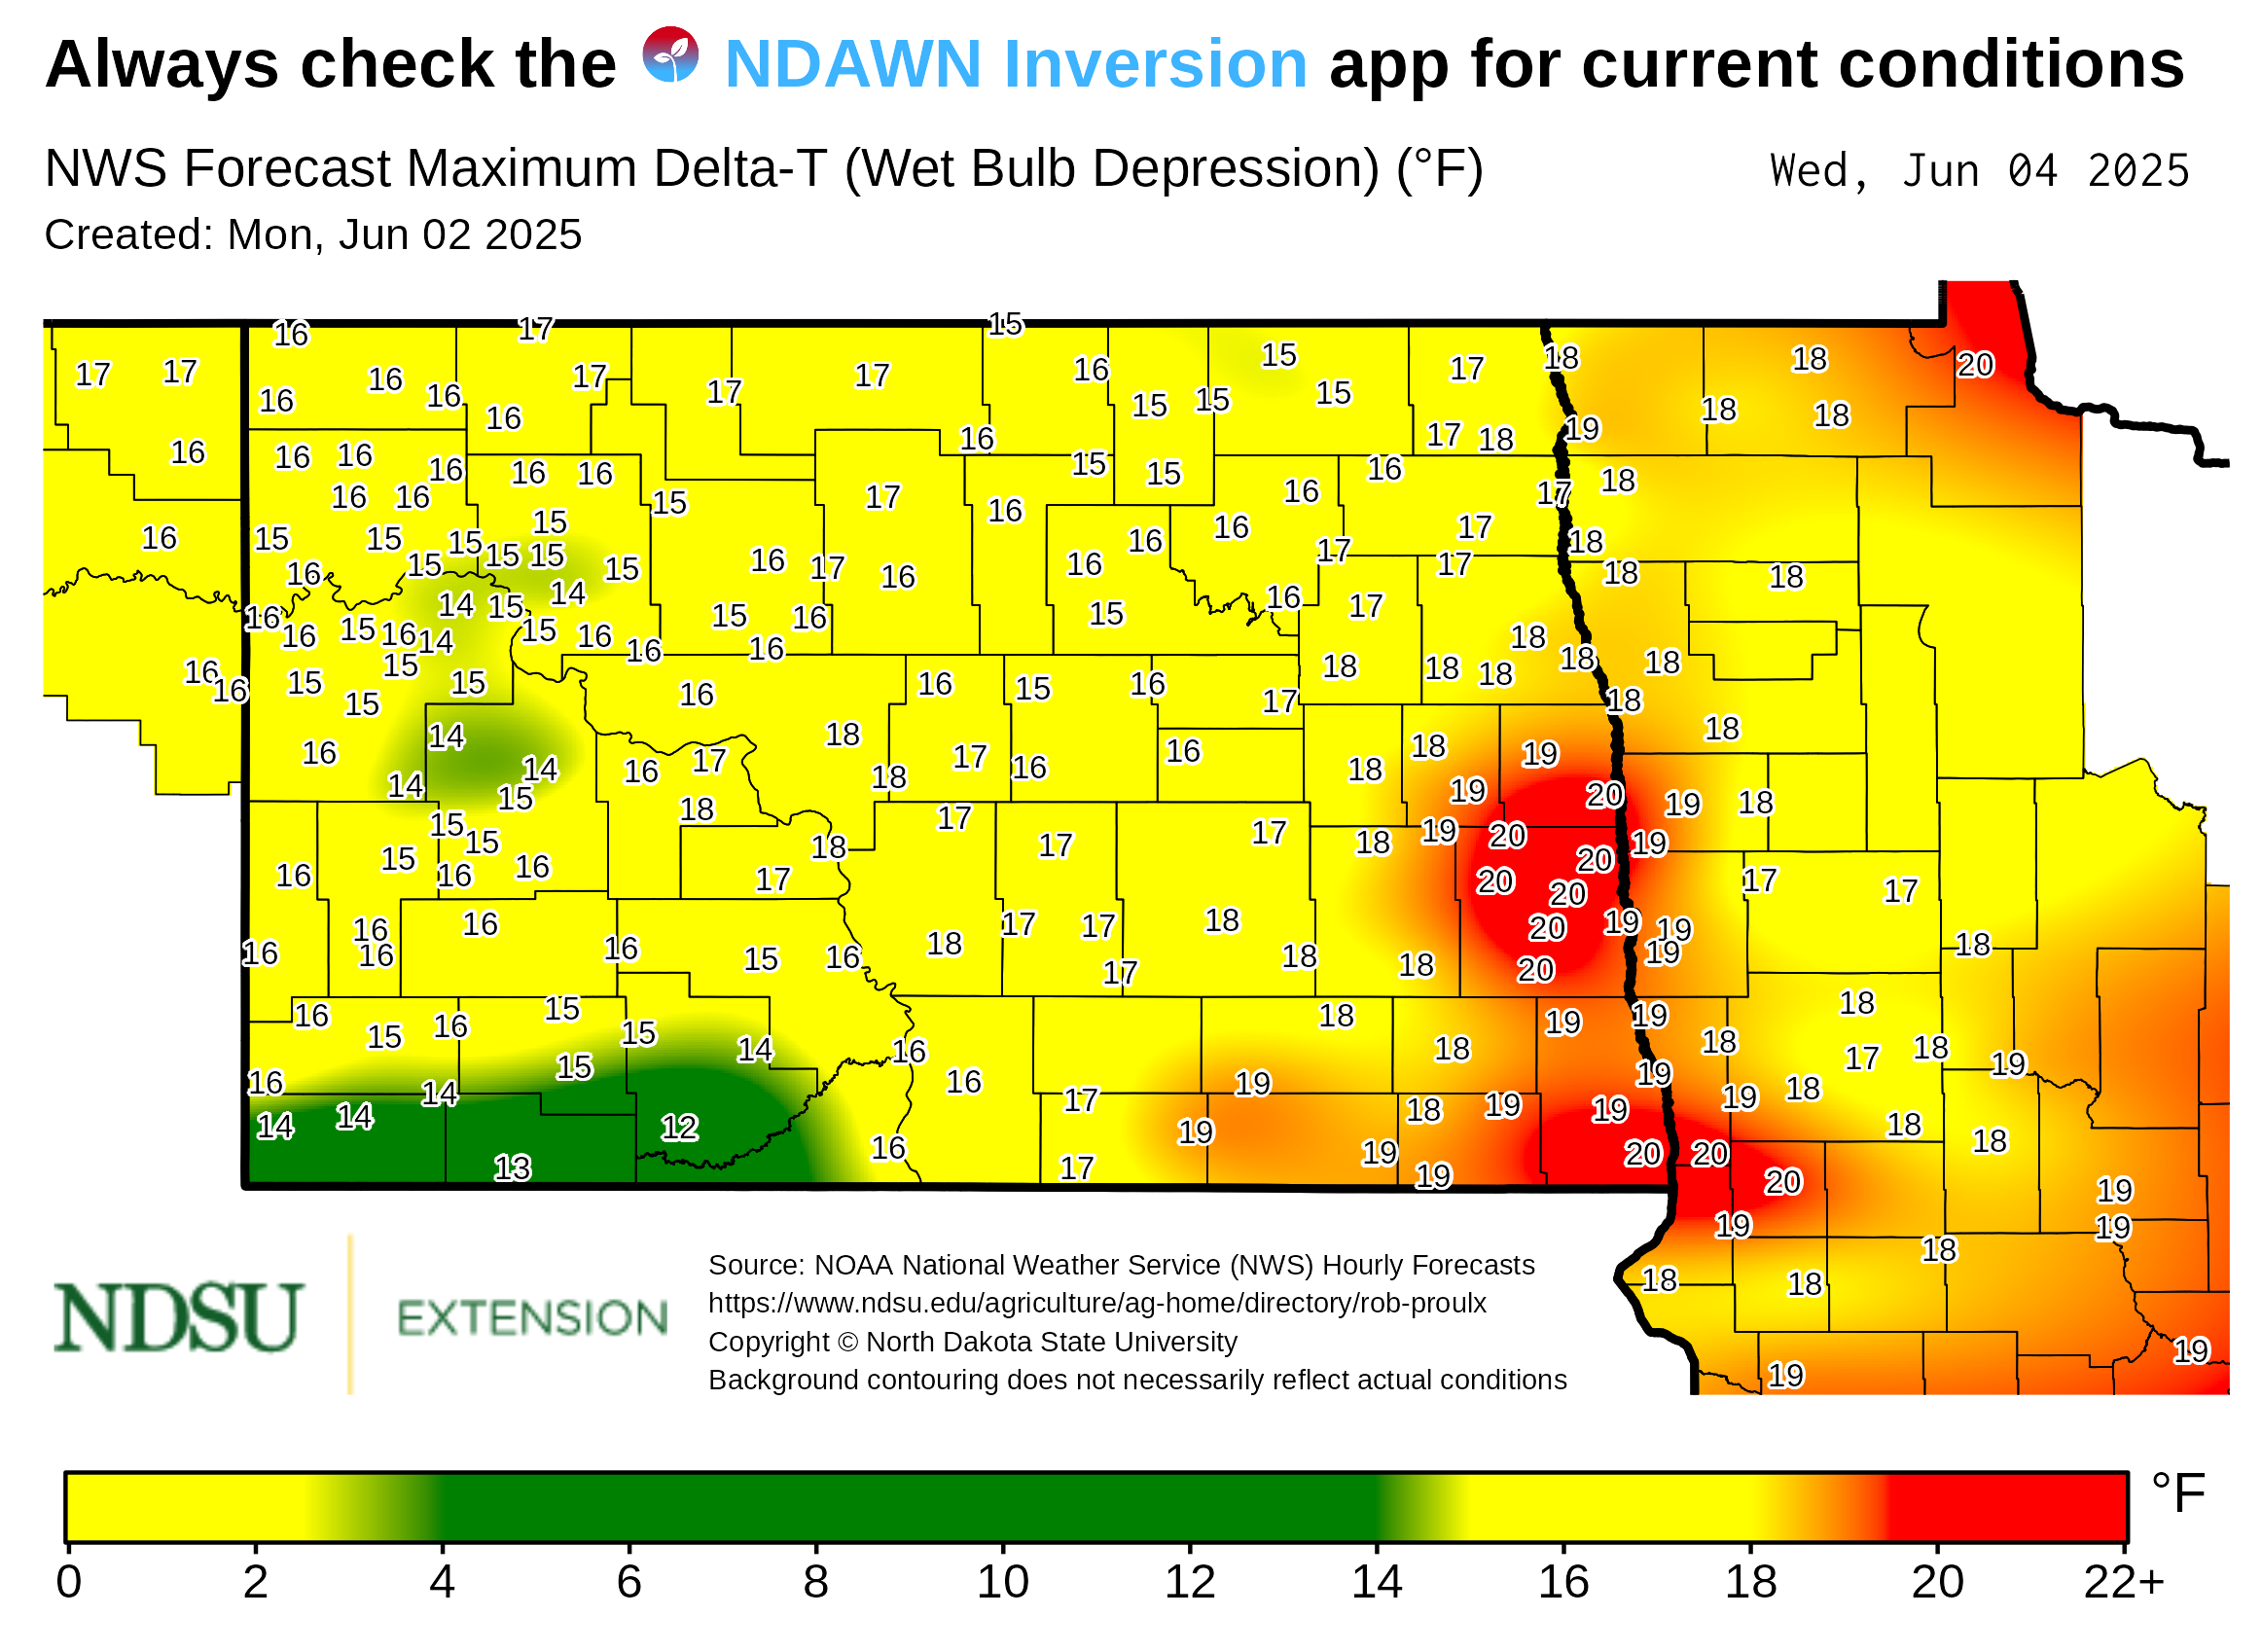 Always check the NDAWN Inversion app for current conditions
NWS Forecast Maximum Delta-T (Wet Bulb Depression) (°F) Wed, Jun 04 2025
Created: Mon, Jun 02 2025
16 17 15
17 17 16 16 16 17 17 17 16 15 17 18 18 20
16 16 15 15 15 18 18
16 16 16 16 16 16 16 15 15 16 17 18 19
16 16 15 17 16 16 17 18
16 15 15 15 15 15 15 16 16 17 17 18
16 15 15 14 15 16 17 16 16 17 17 18 18
16 16 15 16 14 14 15 15 16 16 15 16 15 16 17 18 18 18
16 16 15 15 15 15 16 16 15 16 17 18 18 18 18
16 14 14 14 15 16 17 18 18 18 17 16 16 18 18 19 19 20 19 18 18
15 15 15 16 16 16 18 17 17 17 17 18 19 20 20 20 20 19 17 17
16 16 16 16 16 15 16 18 17 17 17 18 18 18 20 20 19 19 19 18
16 15 16 15 15 15 14 16 16 18 18 19 19 18 18 17 18 19
16 14 14 14 12 13 16 17 17 19 19 19 19 18 19 19 19 19 18 18 18
20 20 20 19 19 19
18 18 18 19 19
NDSU EXTENSION
Source: NOAA National Weather Service (NWS) Hourly Forecasts
https://www.ndsu.edu/agriculture/ag-home/directory/rob-proulx
Copyright © North Dakota State University
Background contouring does not necessarily reflect actual conditions
°F
0 2 4 6 8 10 12 14 16 18 20 22+